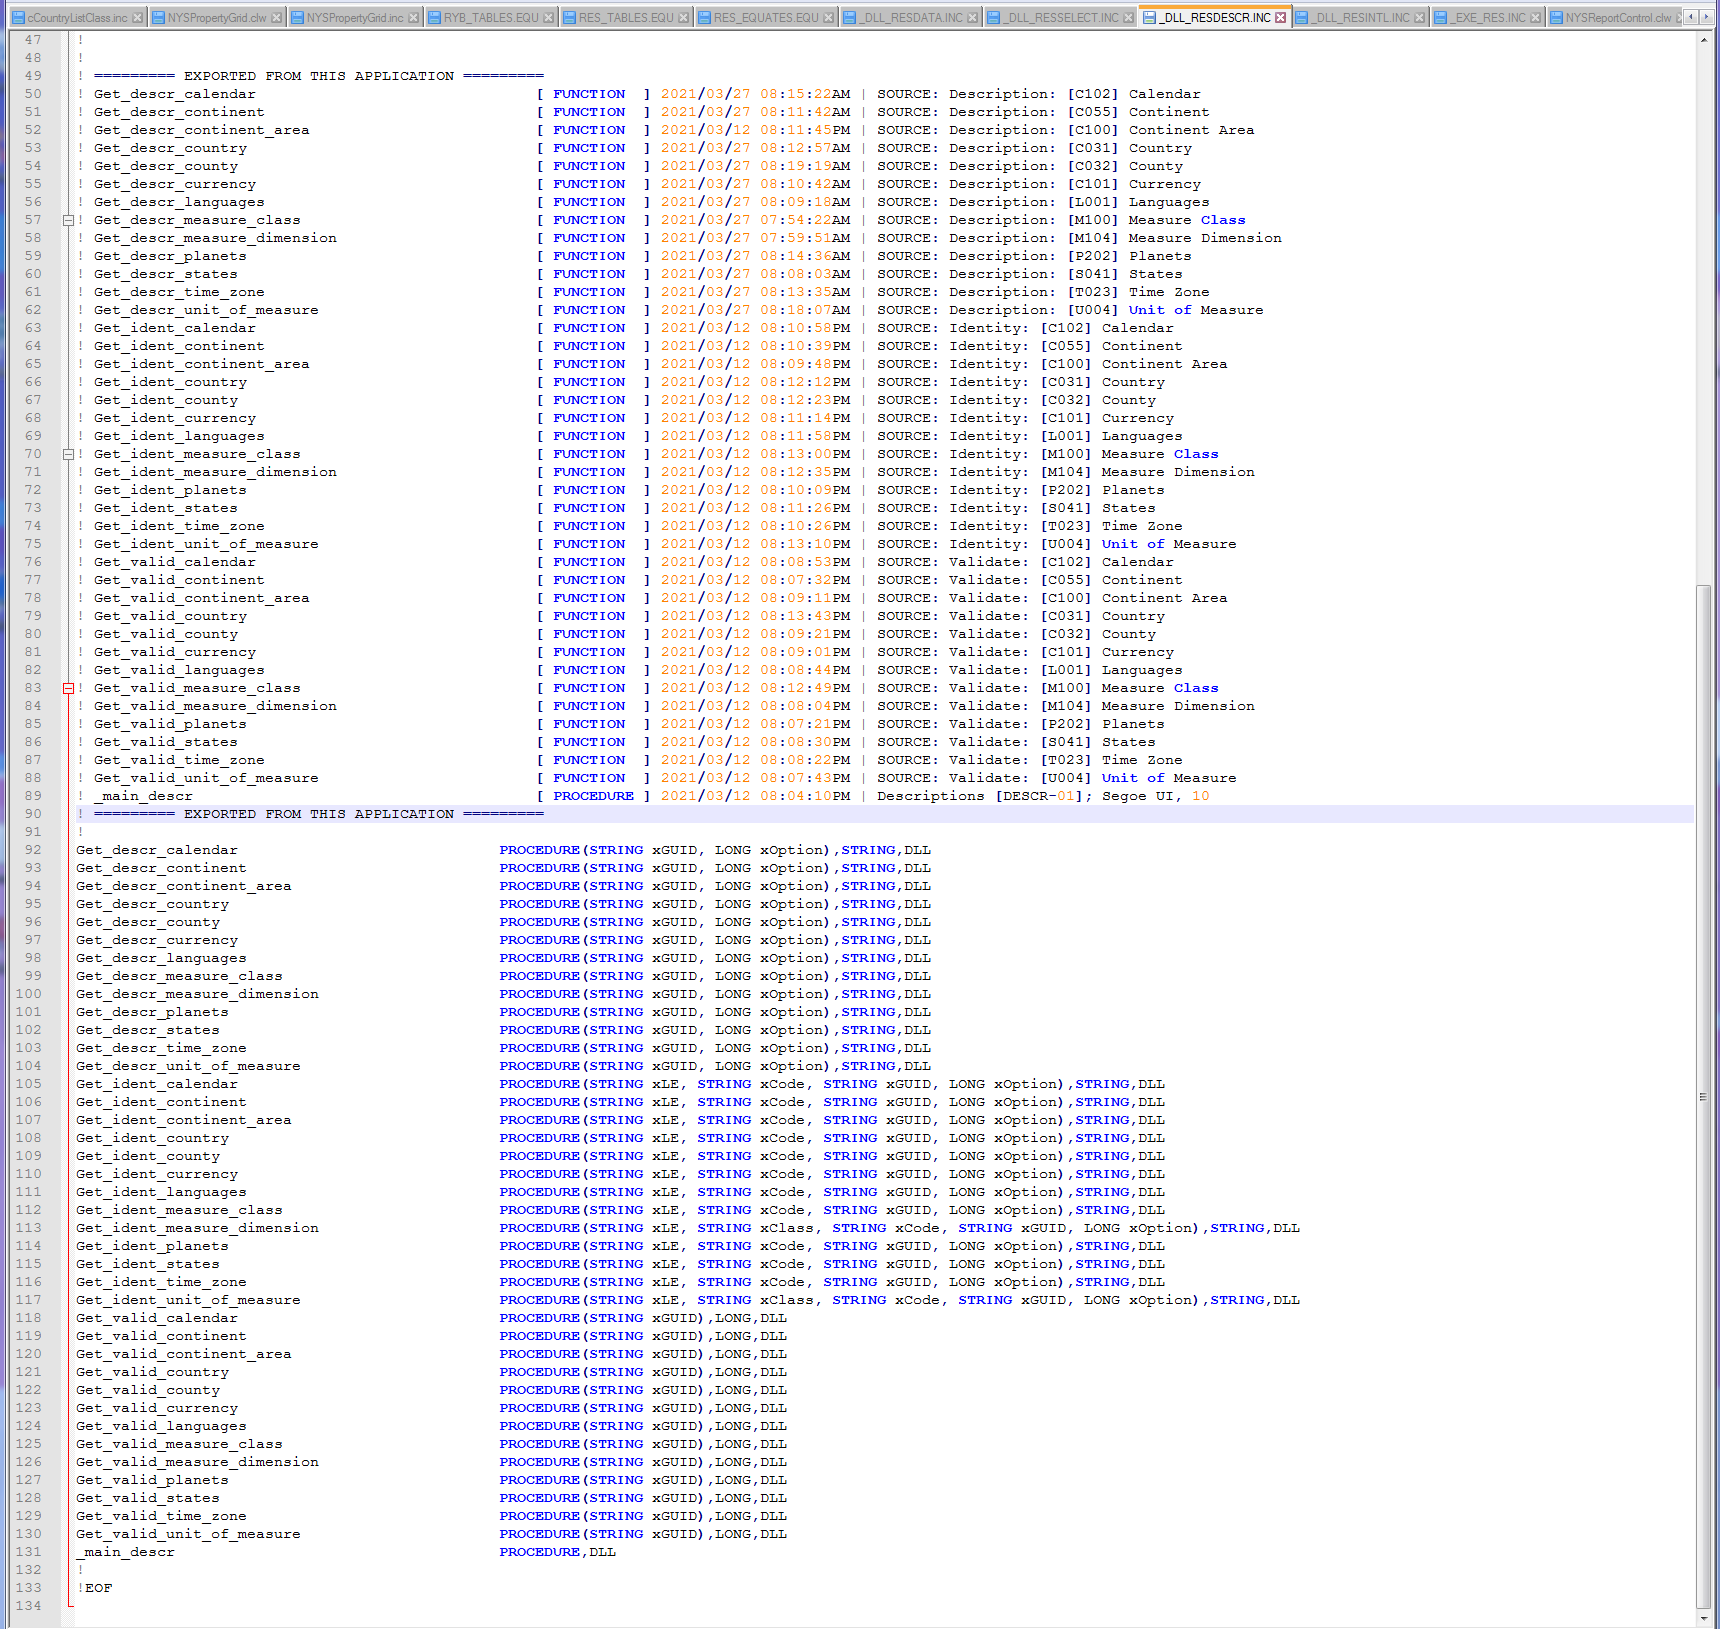 cCountryListClass.inc NYSPropertyGrid.clw NYSPropertyGrid.inc RYB_TABLES.EQU RES_TABLES.EQU RES_EQUATES.EQU _DLL_RESDATA.INC _DLL_RESSELECT.INC _DLL_RESDESCR.INC _DLL_RESINTL.INC _EXE_RES.INC NYSReportControl.clw
47 !
48 !
49 ! ========= EXPORTED FROM THIS APPLICATION =========
50 ! Get_descr_calendar [ FUNCTION ] 2021/03/27 08:15:22AM | SOURCE: Description: [C102] Calendar
51 ! Get_descr_continent [ FUNCTION ] 2021/03/27 08:11:42AM | SOURCE: Description: [C055] Continent
52 ! Get_descr_continent_area [ FUNCTION ] 2021/03/12 08:11:45PM | SOURCE: Description: [C100] Continent Area
53 ! Get_descr_country [ FUNCTION ] 2021/03/27 08:12:57AM | SOURCE: Description: [C031] Country
54 ! Get_descr_county [ FUNCTION ] 2021/03/27 08:19:19AM | SOURCE: Description: [C032] County
55 ! Get_descr_currency [ FUNCTION ] 2021/03/27 08:10:42AM | SOURCE: Description: [C101] Currency
56 ! Get_descr_languages [ FUNCTION ] 2021/03/27 08:09:18AM | SOURCE: Description: [L001] Languages
57 ! Get_descr_measure_class [ FUNCTION ] 2021/03/27 07:54:22AM | SOURCE: Description: [M100] Measure Class
58 ! Get_descr_measure_dimension [ FUNCTION ] 2021/03/27 07:59:51AM | SOURCE: Description: [M104] Measure Dimension
59 ! Get_descr_planets [ FUNCTION ] 2021/03/27 08:14:36AM | SOURCE: Description: [P202] Planets
60 ! Get_descr_states [ FUNCTION ] 2021/03/27 08:08:03AM | SOURCE: Description: [S041] States
61 ! Get_descr_time_zone [ FUNCTION ] 2021/03/27 08:13:35AM | SOURCE: Description: [T023] Time Zone
62 ! Get_descr_unit_of_measure [ FUNCTION ] 2021/03/27 08:18:07AM | SOURCE: Description: [U004] Unit of Measure
63 ! Get_ident_calendar [ FUNCTION ] 2021/03/12 08:10:58PM | SOURCE: Identity: [C102] Calendar
64 ! Get_ident_continent [ FUNCTION ] 2021/03/12 08:10:39PM | SOURCE: Identity: [C055] Continent
65 ! Get_ident_continent_area [ FUNCTION ] 2021/03/12 08:09:48PM | SOURCE: Identity: [C100] Continent Area
66 ! Get_ident_country [ FUNCTION ] 2021/03/12 08:12:12PM | SOURCE: Identity: [C031] Country
67 ! Get_ident_county [ FUNCTION ] 2021/03/12 08:12:23PM | SOURCE: Identity: [C032] County
68 ! Get_ident_currency [ FUNCTION ] 2021/03/12 08:11:14PM | SOURCE: Identity: [C101] Currency
69 ! Get_ident_languages [ FUNCTION ] 2021/03/12 08:11:58PM | SOURCE: Identity: [L001] Languages
70 ! Get_ident_measure_class [ FUNCTION ] 2021/03/12 08:13:00PM | SOURCE: Identity: [M100] Measure Class
71 ! Get_ident_measure_dimension [ FUNCTION ] 2021/03/12 08:12:35PM | SOURCE: Identity: [M104] Measure Dimension
72 ! Get_ident_planets [ FUNCTION ] 2021/03/12 08:10:09PM | SOURCE: Identity: [P202] Planets
73 ! Get_ident_states [ FUNCTION ] 2021/03/12 08:11:26PM | SOURCE: Identity: [S041] States
74 ! Get_ident_time_zone [ FUNCTION ] 2021/03/12 08:10:26PM | SOURCE: Identity: [T023] Time Zone
75 ! Get_ident_unit_of_measure [ FUNCTION ] 2021/03/12 08:13:10PM | SOURCE: Identity: [U004] Unit of Measure
76 ! Get_valid_calendar [ FUNCTION ] 2021/03/12 08:08:53PM | SOURCE: Validate: [C102] Calendar
77 ! Get_valid_continent [ FUNCTION ] 2021/03/12 08:07:32PM | SOURCE: Validate: [C055] Continent
78 ! Get_valid_continent_area [ FUNCTION ] 2021/03/12 08:09:11PM | SOURCE: Validate: [C100] Continent Area
79 ! Get_valid_country [ FUNCTION ] 2021/03/12 08:13:43PM | SOURCE: Validate: [C031] Country
80 ! Get_valid_county [ FUNCTION ] 2021/03/12 08:09:21PM | SOURCE: Validate: [C032] County
81 ! Get_valid_currency [ FUNCTION ] 2021/03/12 08:09:01PM | SOURCE: Validate: [C101] Currency
82 ! Get_valid_languages [ FUNCTION ] 2021/03/12 08:08:44PM | SOURCE: Validate: [L001] Languages
83 ! Get_valid_measure_class [ FUNCTION ] 2021/03/12 08:12:49PM | SOURCE: Validate: [M100] Measure Class
84 ! Get_valid_measure_dimension [ FUNCTION ] 2021/03/12 08:08:04PM | SOURCE: Validate: [M104] Measure Dimension
85 ! Get_valid_planets [ FUNCTION ] 2021/03/12 08:07:21PM | SOURCE: Validate: [P202] Planets
86 ! Get_valid_states [ FUNCTION ] 2021/03/12 08:08:30PM | SOURCE: Validate: [S041] States
87 ! Get_valid_time_zone [ FUNCTION ] 2021/03/12 08:08:22PM | SOURCE: Validate: [T023] Time Zone
88 ! Get_valid_unit_of_measure [ FUNCTION ] 2021/03/12 08:07:43PM | SOURCE: Validate: [U004] Unit of Measure
89 ! _main_descr [ PROCEDURE ] 2021/03/12 08:04:10PM | Descriptions [DESCR-01]; Segoe UI, 10
90 ! ========= EXPORTED FROM THIS APPLICATION =========
91 !
92 Get_descr_calendar PROCEDURE(STRING xGUID, LONG xOption),STRING,DLL
93 Get_descr_continent PROCEDURE(STRING xGUID, LONG xOption),STRING,DLL
94 Get_descr_continent_area PROCEDURE(STRING xGUID, LONG xOption),STRING,DLL
95 Get_descr_country PROCEDURE(STRING xGUID, LONG xOption),STRING,DLL
96 Get_descr_county PROCEDURE(STRING xGUID, LONG xOption),STRING,DLL
97 Get_descr_currency PROCEDURE(STRING xGUID, LONG xOption),STRING,DLL
98 Get_descr_languages PROCEDURE(STRING xGUID, LONG xOption),STRING,DLL
99 Get_descr_measure_class PROCEDURE(STRING xGUID, LONG xOption),STRING,DLL
100 Get_descr_measure_dimension PROCEDURE(STRING xGUID, LONG xOption),STRING,DLL
101 Get_descr_planets PROCEDURE(STRING xGUID, LONG xOption),STRING,DLL
102 Get_descr_states PROCEDURE(STRING xGUID, LONG xOption),STRING,DLL
103 Get_descr_time_zone PROCEDURE(STRING xGUID, LONG xOption),STRING,DLL
104 Get_descr_unit_of_measure PROCEDURE(STRING xGUID, LONG xOption),STRING,DLL
105 Get_ident_calendar PROCEDURE(STRING xLE, STRING xCode, STRING xGUID, LONG xOption),STRING,DLL
106 Get_ident_continent PROCEDURE(STRING xLE, STRING xCode, STRING xGUID, LONG xOption),STRING,DLL
107 Get_ident_continent_area PROCEDURE(STRING xLE, STRING xCode, STRING xGUID, LONG xOption),STRING,DLL
108 Get_ident_country PROCEDURE(STRING xLE, STRING xCode, STRING xGUID, LONG xOption),STRING,DLL
109 Get_ident_county PROCEDURE(STRING xLE, STRING xCode, STRING xGUID, LONG xOption),STRING,DLL
110 Get_ident_currency PROCEDURE(STRING xLE, STRING xCode, STRING xGUID, LONG xOption),STRING,DLL
111 Get_ident_languages PROCEDURE(STRING xLE, STRING xCode, STRING xGUID, LONG xOption),STRING,DLL
112 Get_ident_measure_class PROCEDURE(STRING xLE, STRING xCode, STRING xGUID, LONG xOption),STRING,DLL
113 Get_ident_measure_dimension PROCEDURE(STRING xLE, STRING xClass, STRING xCode, STRING xGUID, LONG xOption),STRING,DLL
114 Get_ident_planets PROCEDURE(STRING xLE, STRING xCode, STRING xGUID, LONG xOption),STRING,DLL
115 Get_ident_states PROCEDURE(STRING xLE, STRING xCode, STRING xGUID, LONG xOption),STRING,DLL
116 Get_ident_time_zone PROCEDURE(STRING xLE, STRING xCode, STRING xGUID, LONG xOption),STRING,DLL
117 Get_ident_unit_of_measure PROCEDURE(STRING xLE, STRING xClass, STRING xCode, STRING xGUID, LONG xOption),STRING,DLL
118 Get_valid_calendar PROCEDURE(STRING xGUID),LONG,DLL
119 Get_valid_continent PROCEDURE(STRING xGUID),LONG,DLL
120 Get_valid_continent_area PROCEDURE(STRING xGUID),LONG,DLL
121 Get_valid_country PROCEDURE(STRING xGUID),LONG,DLL
122 Get_valid_county PROCEDURE(STRING xGUID),LONG,DLL
123 Get_valid_currency PROCEDURE(STRING xGUID),LONG,DLL
124 Get_valid_languages PROCEDURE(STRING xGUID),LONG,DLL
125 Get_valid_measure_class PROCEDURE(STRING xGUID),LONG,DLL
126 Get_valid_measure_dimension PROCEDURE(STRING xGUID),LONG,DLL
127 Get_valid_planets PROCEDURE(STRING xGUID),LONG,DLL
128 Get_valid_states PROCEDURE(STRING xGUID),LONG,DLL
129 Get_valid_time_zone PROCEDURE(STRING xGUID),LONG,DLL
130 Get_valid_unit_of_measure PROCEDURE(STRING xGUID),LONG,DLL
131 _main_descr PROCEDURE,DLL
132 !
133 !EOF
134